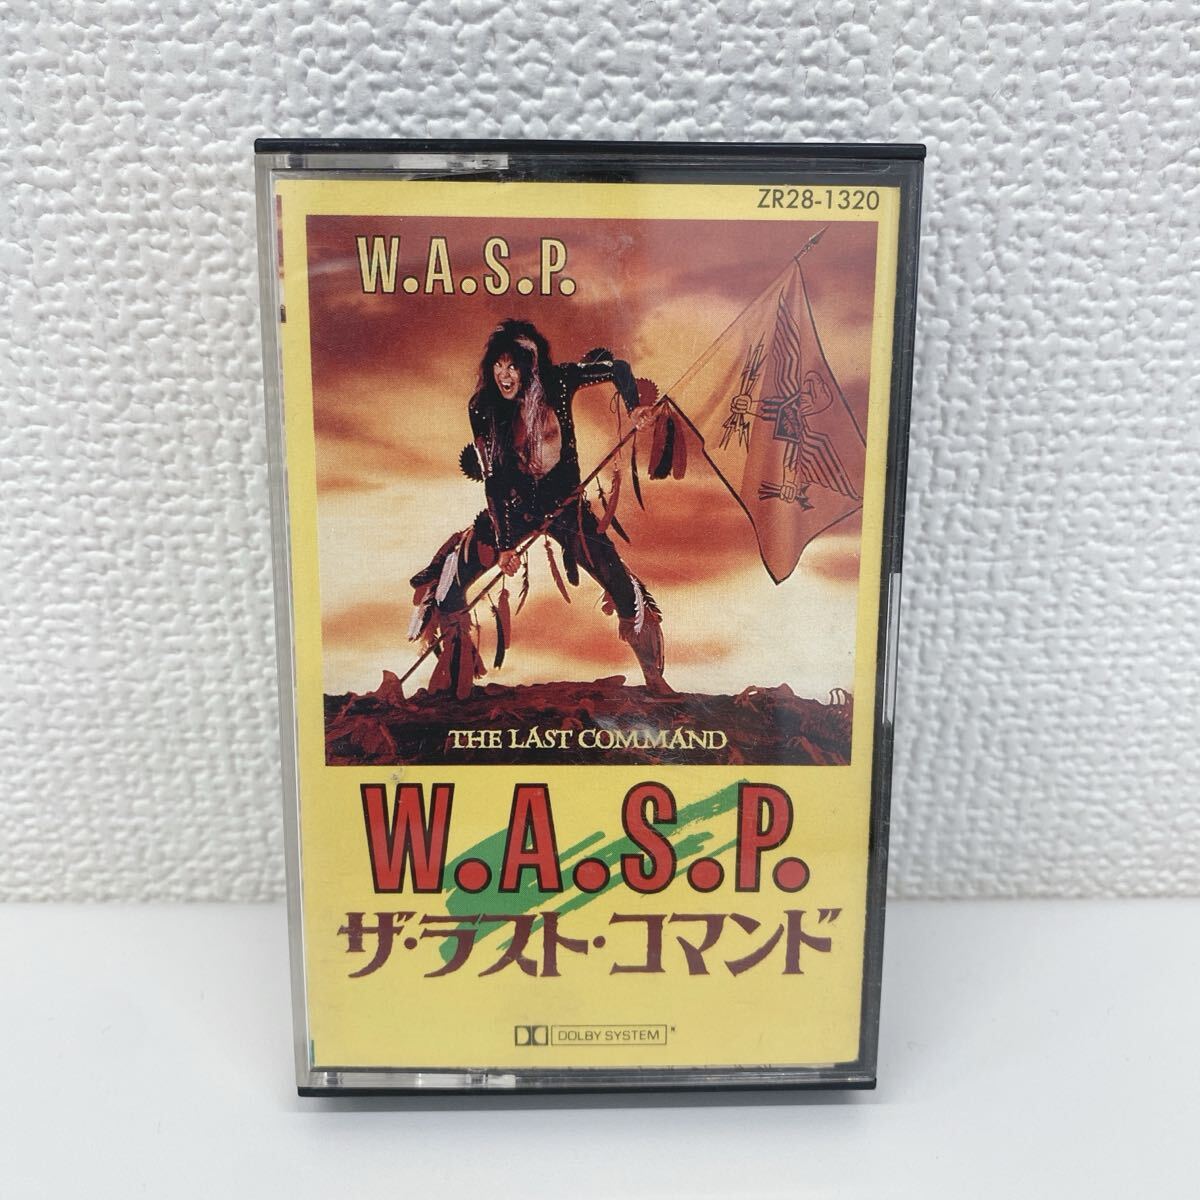 ZR28-1320
W.A.S.P.
THE LAST COMMAND
W.A.S.P.
ザ・ラスト・コマンド
DOLBY SYSTEM